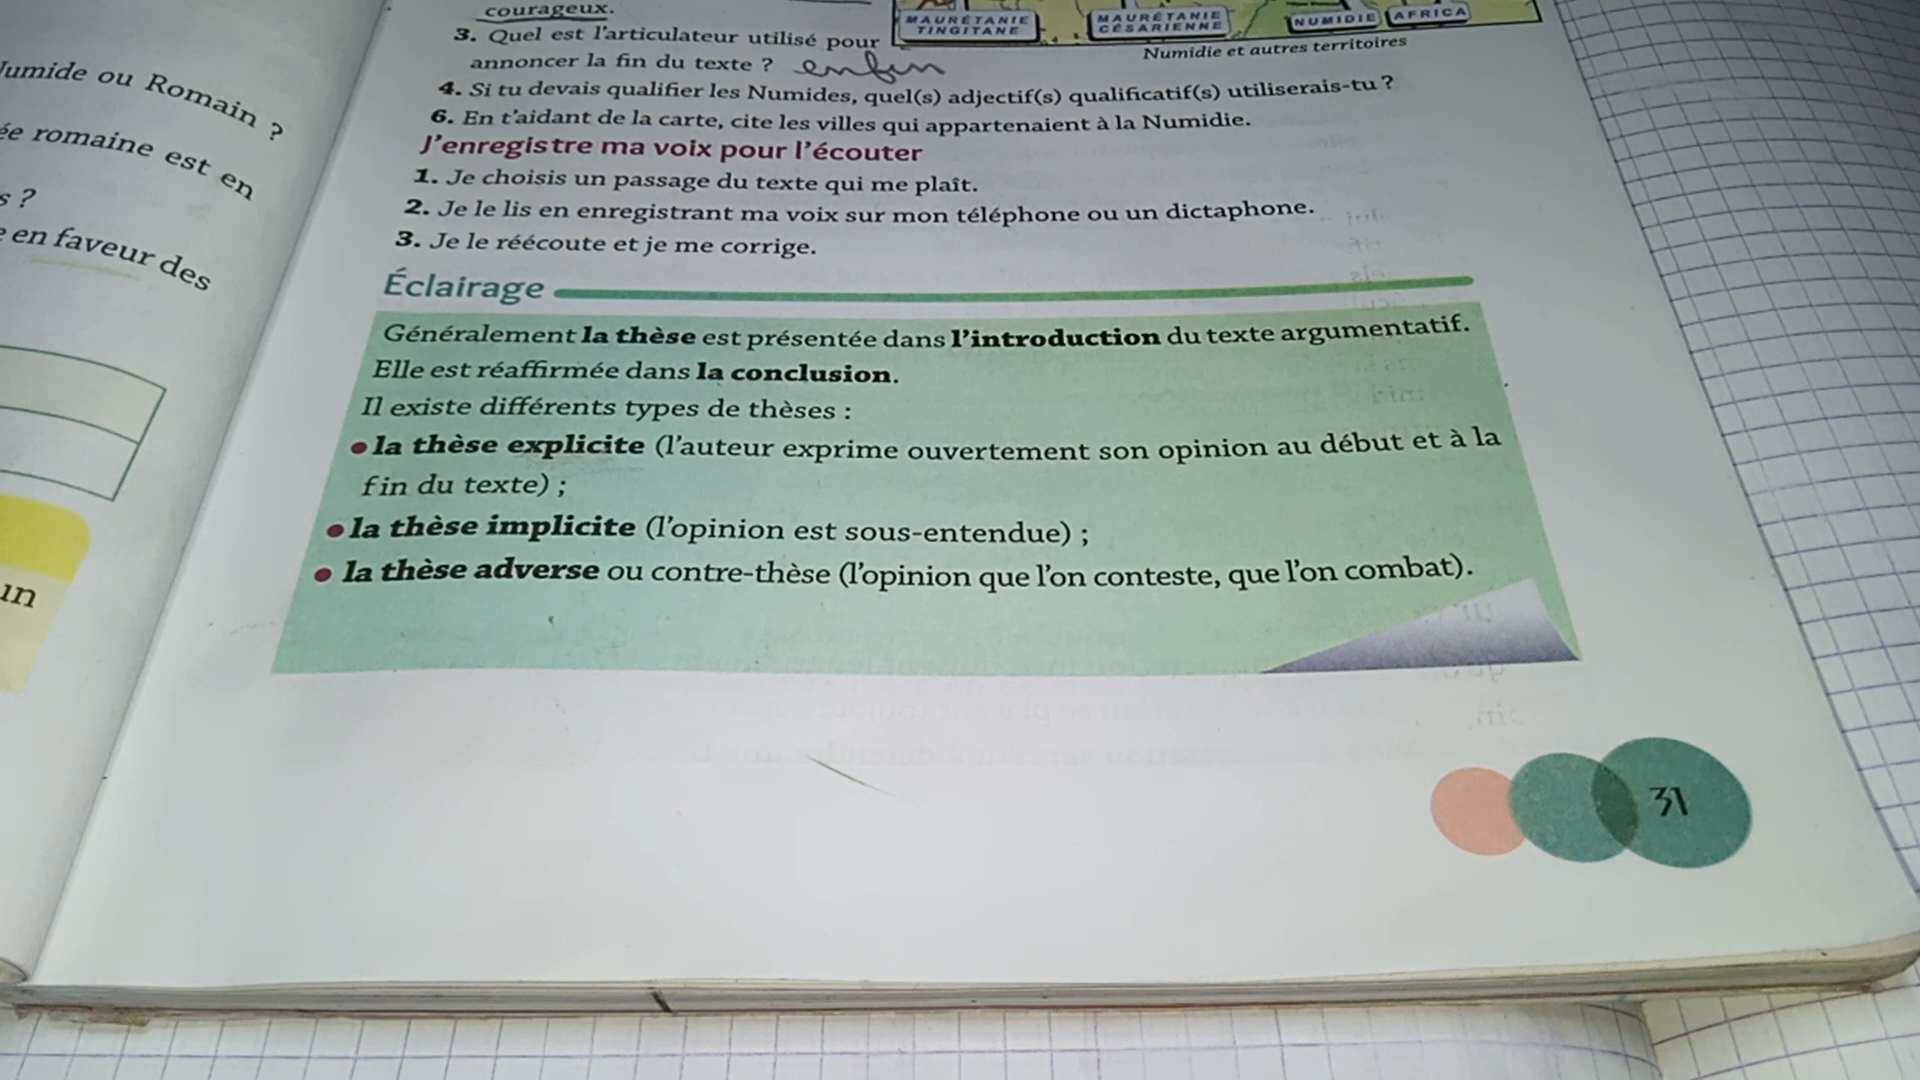 courageux.
3. Quel est l'articulateur utilisé pour
annoncer la fin du texte ? enfin
MAURÉTANIE
TINGITANE
MAURÉTANIE
CÉSARIENNE
NUMIDIE
AFRICA
Numidie et autres territoires
4. Si tu devais qualifier les Numides, quel(s) adjectif(s) qualificatif(s) utiliserais-tu ?
6. En t'aidant de la carte, cite les villes qui appartenaient à la Numidie.
J'enregistre ma voix pour l'écouter
1. Je choisis un passage du texte qui me plaît.
2. Je le lis en enregistrant ma voix sur mon téléphone ou un dictaphone.
3. Je le réécoute et je me corrige.
Éclairage
Généralement la thèse est présentée dans l'introduction du texte argumentatif.
Elle est réaffirmée dans la conclusion.
Il existe différents types de thèses :
• la thèse explicite (l'auteur exprime ouvertement son opinion au début et à la
fin du texte) ;
• la thèse implicite (l'opinion est sous-entendue) ;
• la thèse adverse ou contre-thèse (l'opinion que l'on conteste, que l'on combat).
31
ou Romain ?
romaine est en
s ?
en faveur des